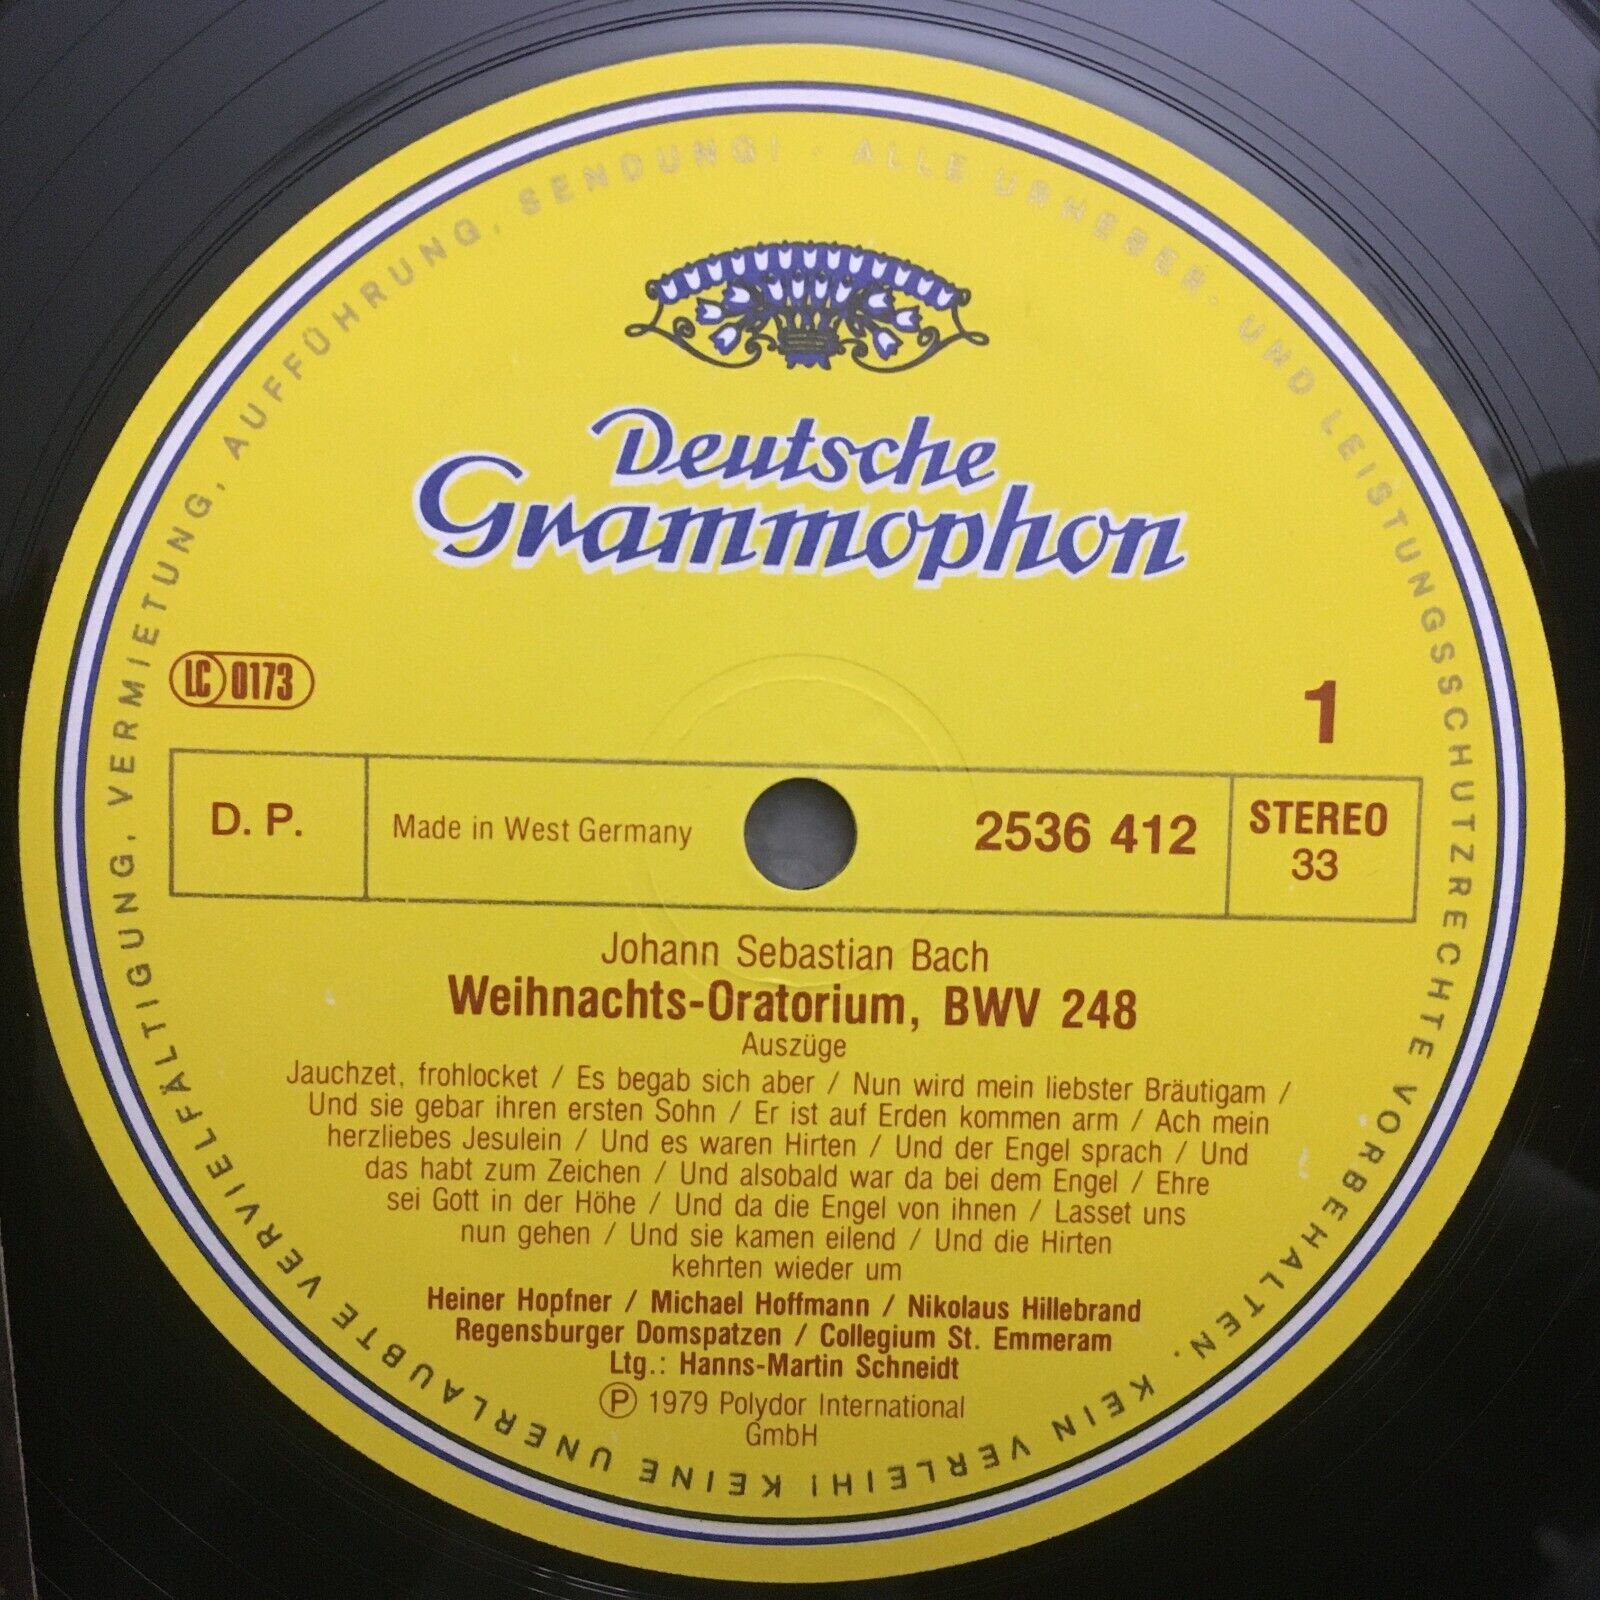 Deutsche
Grammophon
LC 0173
1
D. P.
Made in West Germany
2536 412
STEREO
33
Johann Sebastian Bach
Weihnachts-Oratorium, BWV 248
Auszüge
Jauchzet, frohlocket / Es begab sich aber / Nun wird mein liebster Bräutigam /
Und sie gebar ihren ersten Sohn / Er ist auf Erden kommen arm / Ach mein
herzliebes Jesulein / Und es waren Hirten / Und der Engel sprach / Und
das habt zum Zeichen / Und alsobald war da bei dem Engel / Ehre
sei Gott in der Höhe / Und da die Engel von ihnen / Lasset uns
nun gehen / Und sie kamen eilend / Und die Hirten
kehrten wieder um
Heiner Hopfner / Michael Hoffmann / Nikolaus Hillebrand
Regensburger Domspatzen / Collegium St. Emmeram
Ltg.: Hanns-Martin Schneidt
Ⓟ 1979 Polydor International
GmbH
ALLE URHEBER- UND LEISTUNGSSCHUTZRECHTE VORBEHALTEN. KEIN VERLEIH! KEINE UNERLAUBTE VERVIELFÄLTIGUNG, VERMIETUNG, AUFFÜHRUNG, SENDUNG! ·